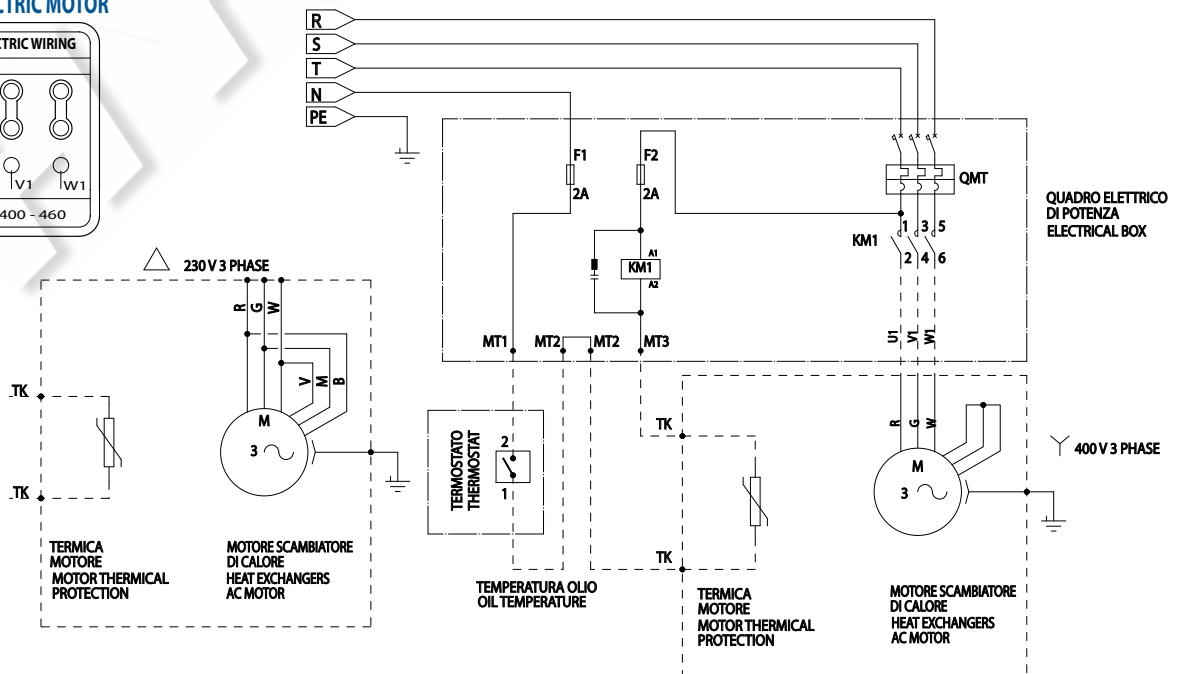 MOTOR
WIRING
V1 W1
400 - 460
R
S
T
N
PE
F1
2A
F2
2A
QMT
KM1
1 3 5
2 4 6
A1
KM1
A2
QUADRO ELETTRICO
DI POTENZA
ELECTRICAL BOX
MT1 MT2 MT2 MT3
U1 V1 W1
230 V 3 PHASE
R G W
V M B
TK
TK
M
3
TERMICA
MOTORE
MOTOR THERMICAL
PROTECTION
MOTORE SCAMBIATORE
DI CALORE
HEAT EXCHANGERS
AC MOTOR
TERMOSTATO
THERMOSTAT
2
1
TEMPERATURA OLIO
OIL TEMPERATURE
TK
TK
TERMICA
MOTORE
MOTOR THERMICAL
PROTECTION
R G W
M
3
400 V 3 PHASE
MOTORE SCAMBIATORE
DI CALORE
HEAT EXCHANGERS
AC MOTOR